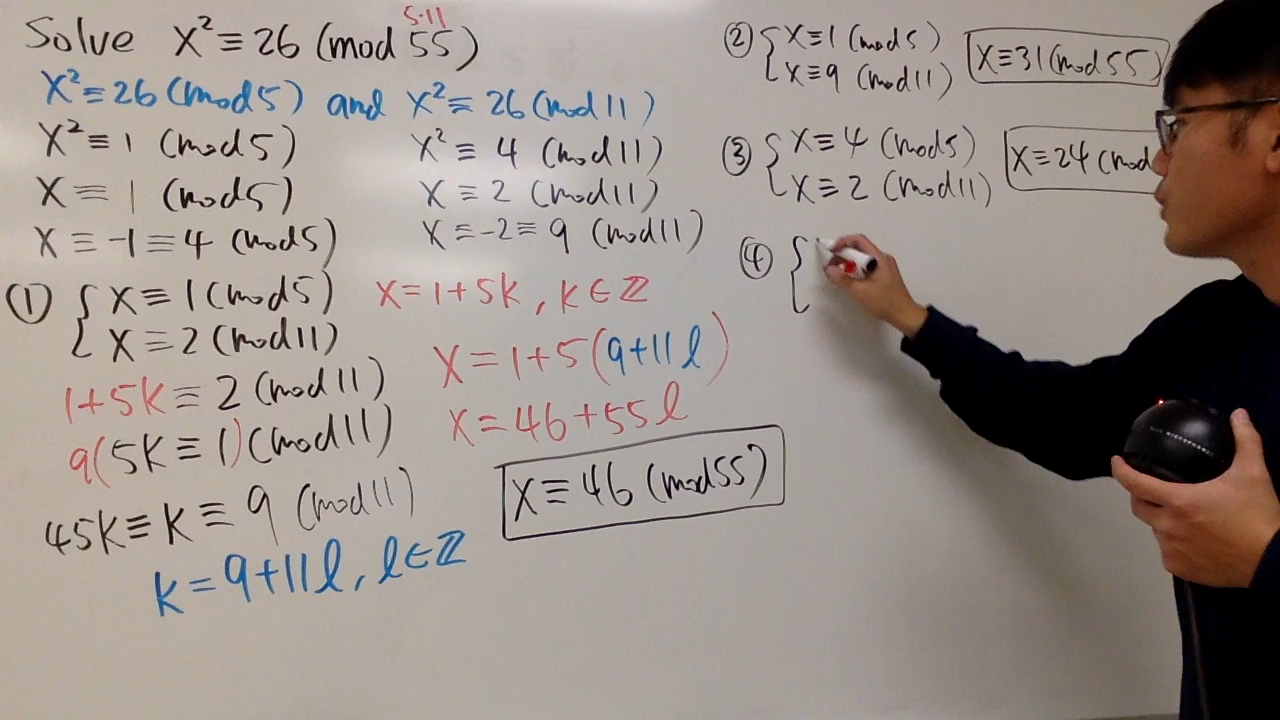 Solve X² ≡ 26 (mod 55)
5·11
X² ≡ 26 (mod 5) and X² ≡ 26 (mod 11)
X² ≡ 1 (mod 5)
X ≡ 1 (mod 5)
X ≡ -1 ≡ 4 (mod 5)
X² ≡ 4 (mod 11)
X ≡ 2 (mod 11)
X ≡ -2 ≡ 9 (mod 11)
① { X ≡ 1 (mod 5)
X ≡ 2 (mod 11)
1+5k ≡ 2 (mod 11)
9(5k ≡ 1) (mod 11)
45k ≡ k ≡ 9 (mod 11)
k = 9+11ℓ, ℓ ∈ ℤ
X = 1+5k, k ∈ ℤ
X = 1+5(9+11ℓ)
X = 46+55ℓ
X ≡ 46 (mod 55)
② { X ≡ 1 (mod 5)
X ≡ 9 (mod 11)
X ≡ 31 (mod 55)
③ { X ≡ 4 (mod 5)
X ≡ 2 (mod 11)
X ≡ 24 (mod
④ {